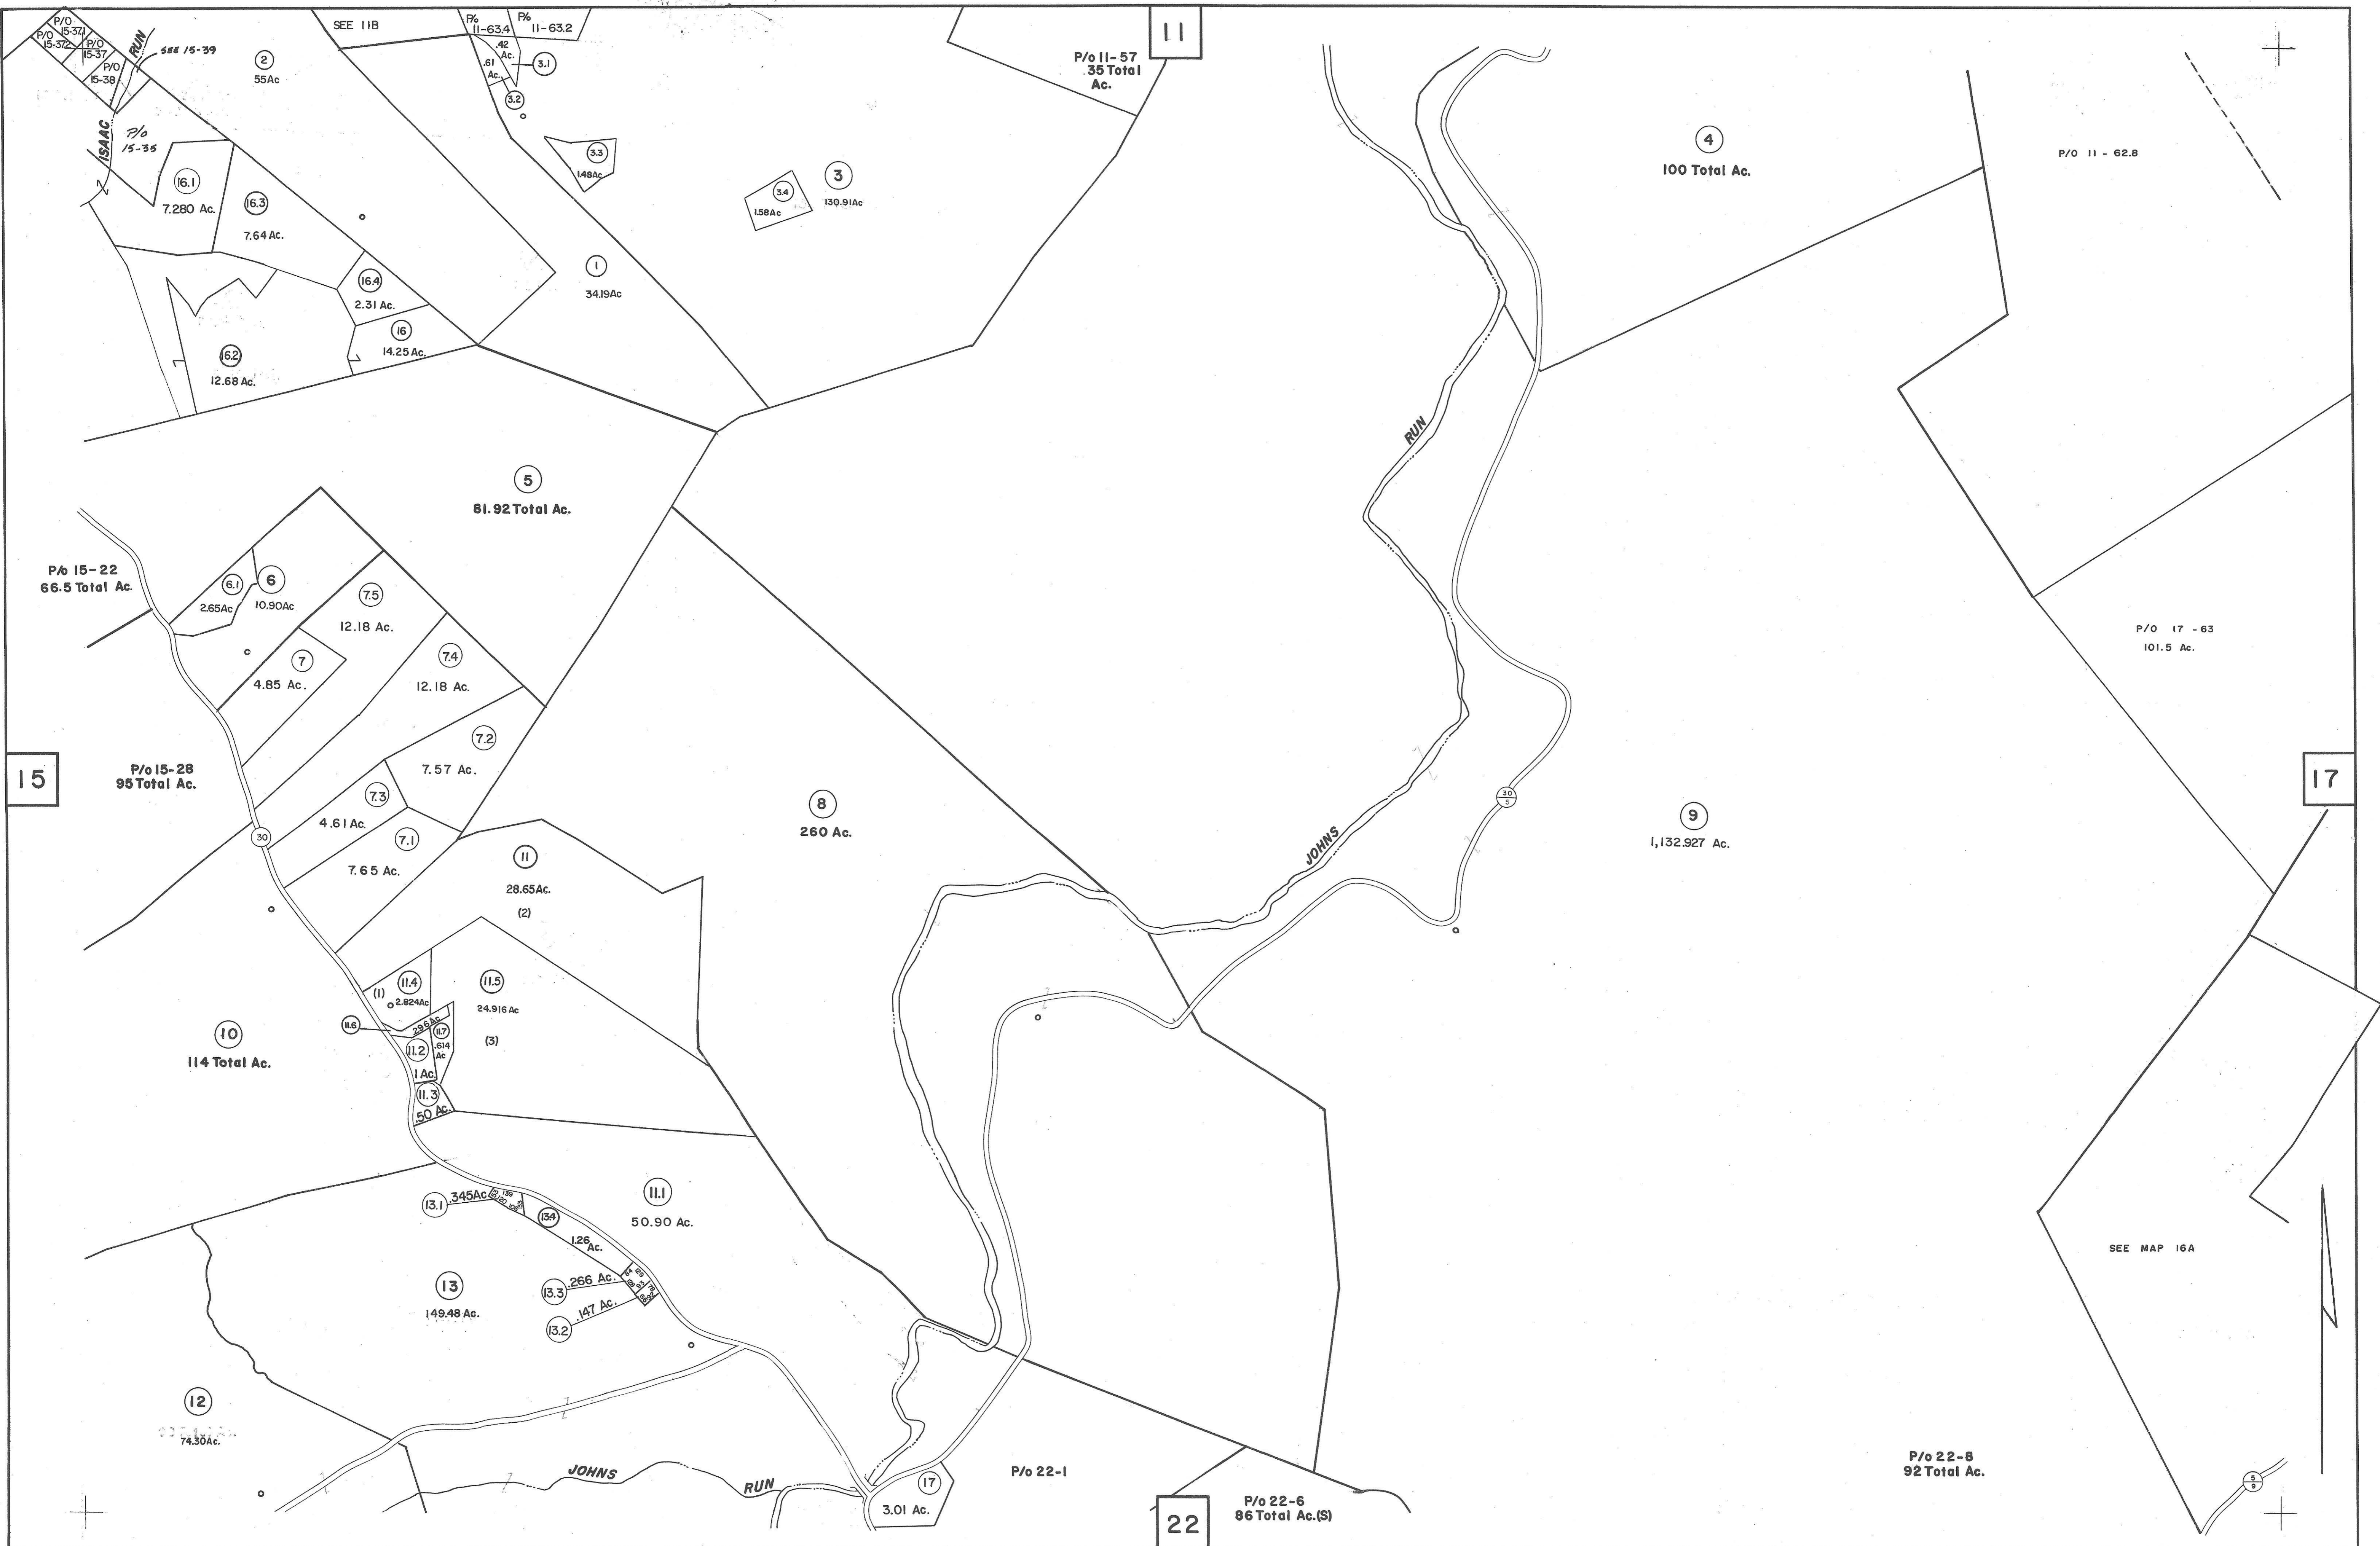 P/O
15-37.1
P/O
15-37.2
P/O
15-37
P/O
15-38
RUN
SEE 15-39
ISAAC
P/O
15-35
2
55Ac
SEE 11B
P/o
11-63.4
P/o
11-63.2
.42
Ac.
.61
Ac.
3.1
3.2
3.3
1.48Ac
3.4
1.58Ac
3
130.91Ac
P/o 11-57
35 Total
Ac.
11
4
100 Total Ac.
P/O 11 - 62.8
16.1
7.280 Ac.
16.3
7.64 Ac.
16.4
2.31 Ac.
16
14.25 Ac.
16.2
12.68 Ac.
1
34.19Ac
RUN
5
81.92 Total Ac.
P/o 15-22
66.5 Total Ac.
6.1
2.65Ac
6
10.90Ac
7.5
12.18 Ac.
7
4.85 Ac.
7.4
12.18 Ac.
7.2
7.57 Ac.
7.3
4.61 Ac.
7.1
7.65 Ac.
P/O 17 - 63
101.5 Ac.
15
P/o 15-28
95 Total Ac.
30
17
8
260 Ac.
30
5
9
1,132.927 Ac.
JOHNS
11
28.65Ac.
(2)
11.4
(1)
2.824Ac
11.5
24.916 Ac
(3)
11.6
.296Ac
11.7
.614
Ac
11.2
1 Ac.
11.3
.50 Ac.
10
114 Total Ac.
11.1
50.90 Ac.
13.1
.345Ac
139
13.4
1.26
Ac.
13.3
.266 Ac.
13.2
.147 Ac.
13
149.48 Ac.
12
74.30Ac.
SEE MAP 16A
JOHNS
RUN
17
3.01 Ac.
P/o 22-1
22
P/o 22-6
86 Total Ac.(S)
P/o 22-8
92 Total Ac.
5
9